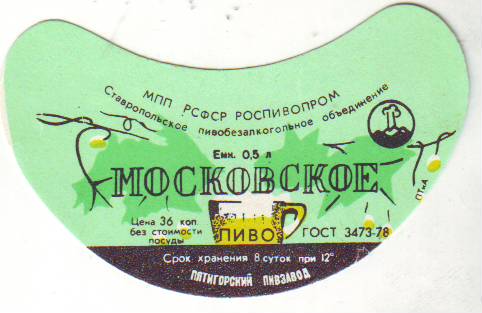 МПП РСФСР РОСПИВОПРОМ
Ставропольское пивобезалкогольное объединение
Емк. 0,5 л
МОСКОВСКОЕ
Цена 36 коп.
без стоимости
посуды
ПИВО
ГОСТ 3473-78
Срок хранения 8 суток при 12°
ПЯТИГОРСКИЙ ПИВЗАВОД